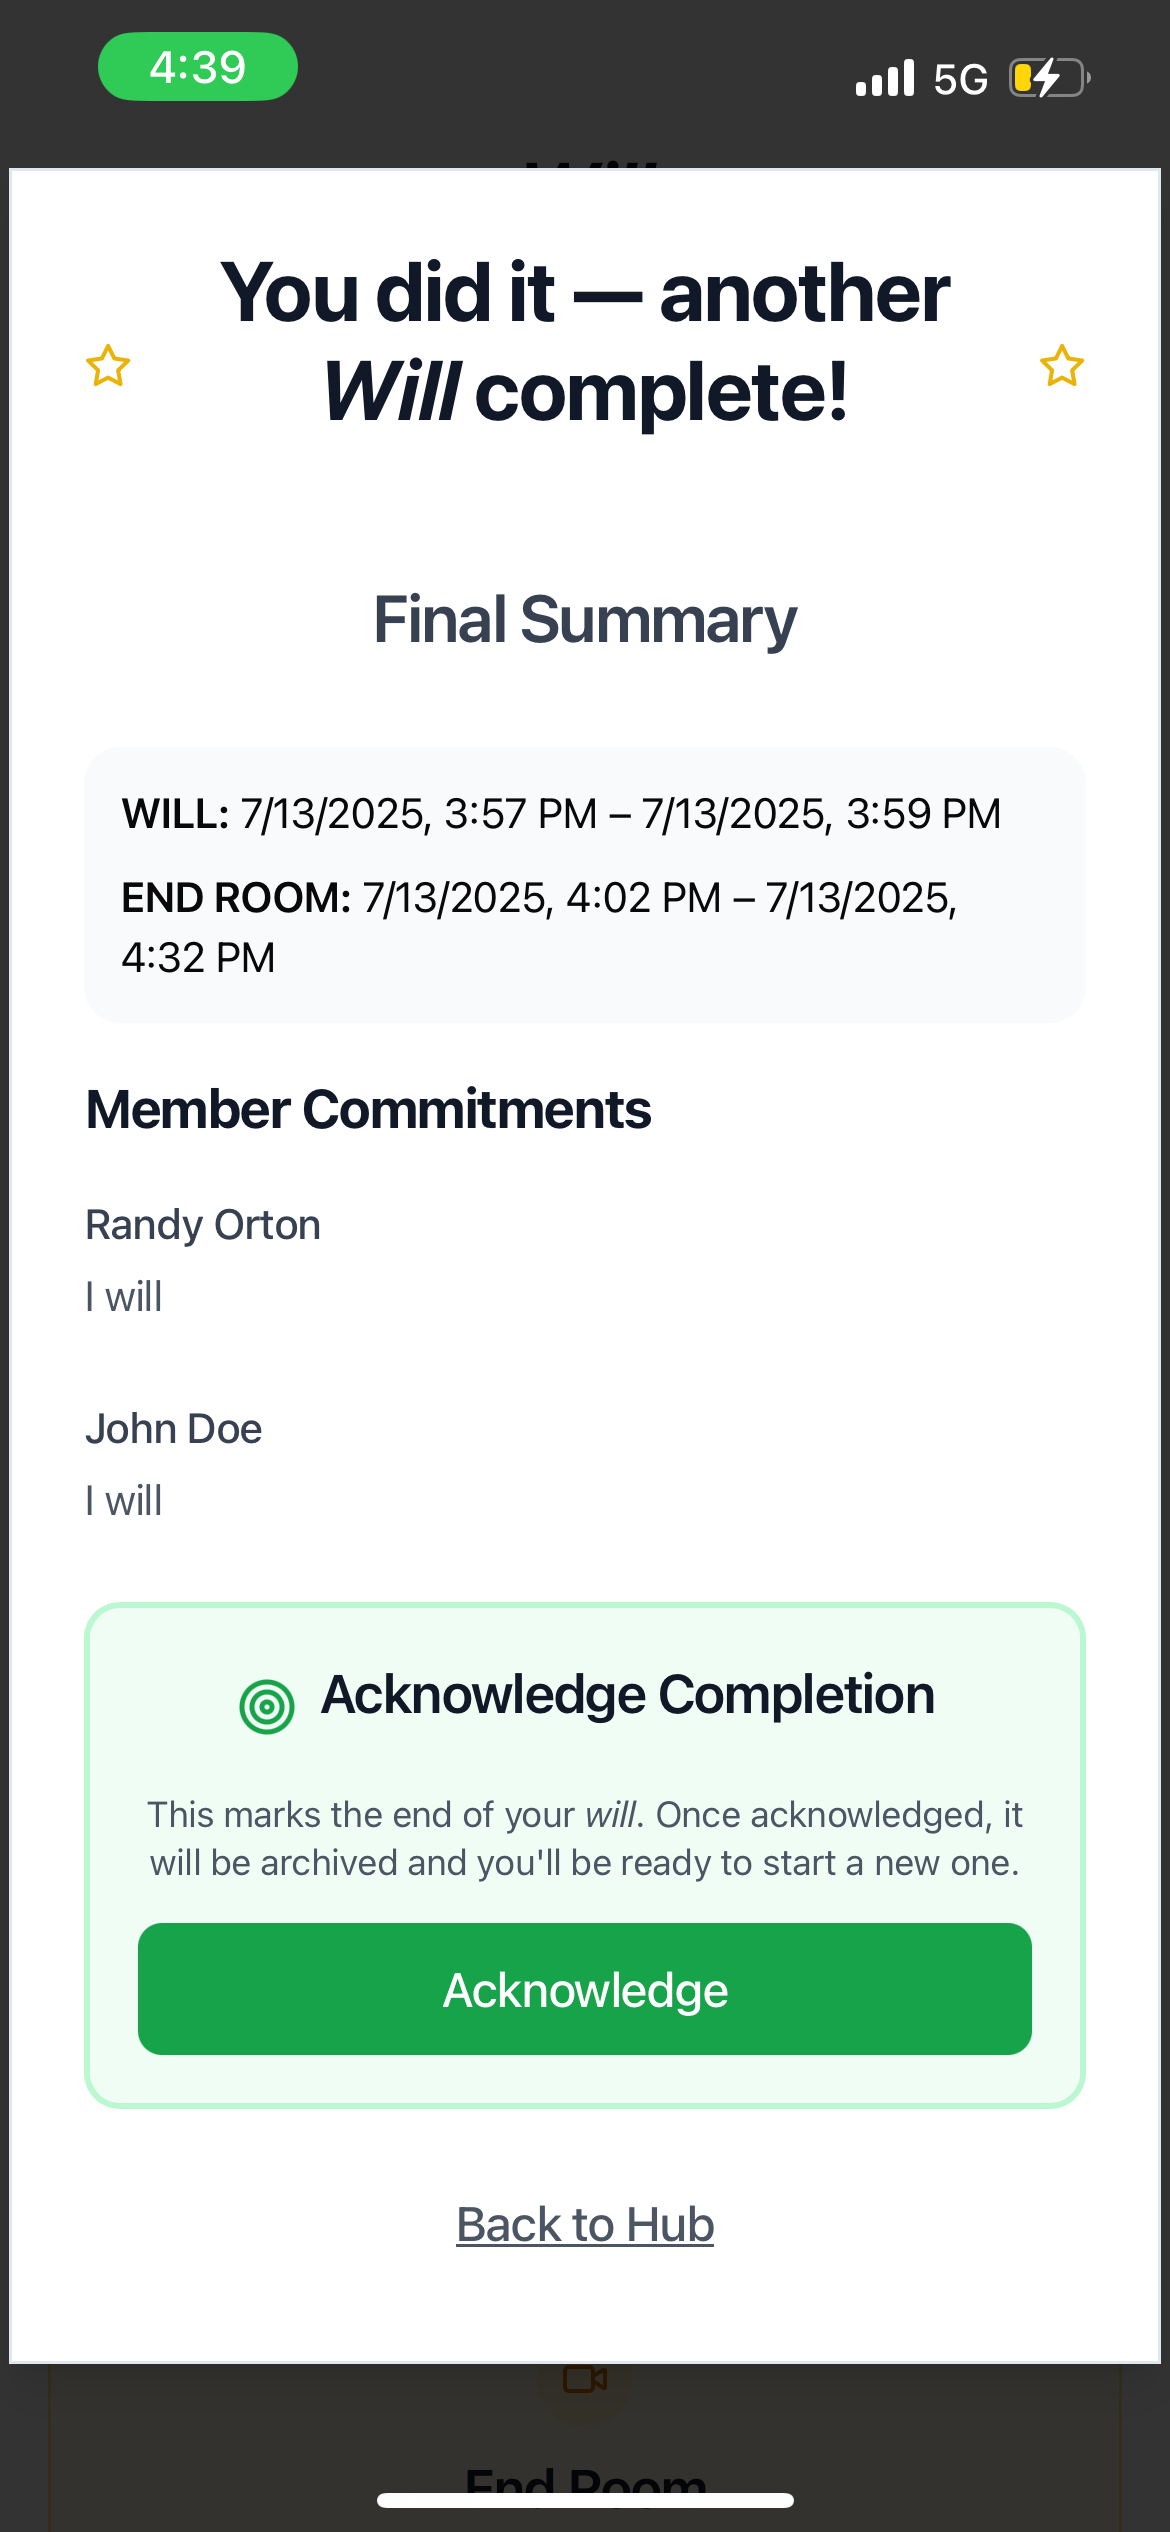 4:39
5G
Will
You did it — another
Will complete!
Final Summary
WILL: 7/13/2025, 3:57 PM – 7/13/2025, 3:59 PM
END ROOM: 7/13/2025, 4:02 PM – 7/13/2025,
4:32 PM
Member Commitments
Randy Orton
I will
John Doe
I will
Acknowledge Completion
This marks the end of your will. Once acknowledged, it
will be archived and you'll be ready to start a new one.
Acknowledge
Back to Hub
End Room